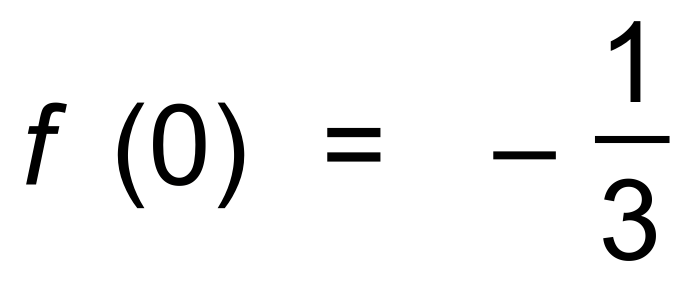 f (0) = – 1/3